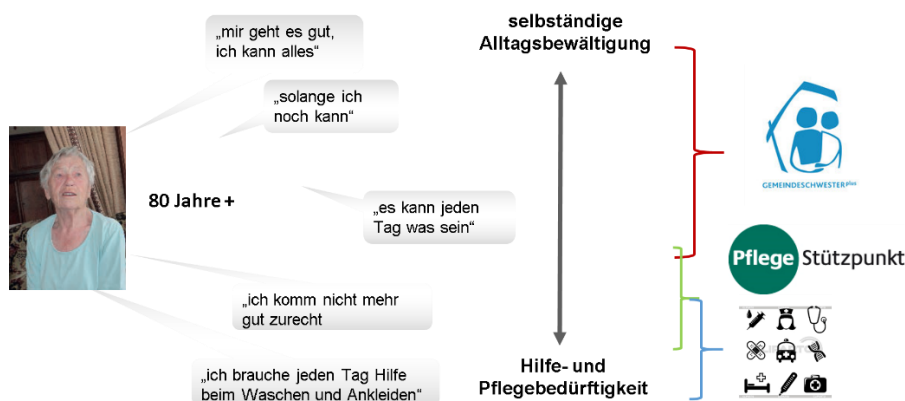 „mir geht es gut,
ich kann alles“
„solange ich
noch kann“
80 Jahre +
„es kann jeden
Tag was sein“
„ich komm nicht mehr
gut zurecht
„ich brauche jeden Tag Hilfe
beim Waschen und Ankleiden“
selbständige
Alltagsbewältigung
Hilfe- und
Pflegebedürftigkeit
GEMEINDESCHWESTERplus
Pflege Stützpunkt